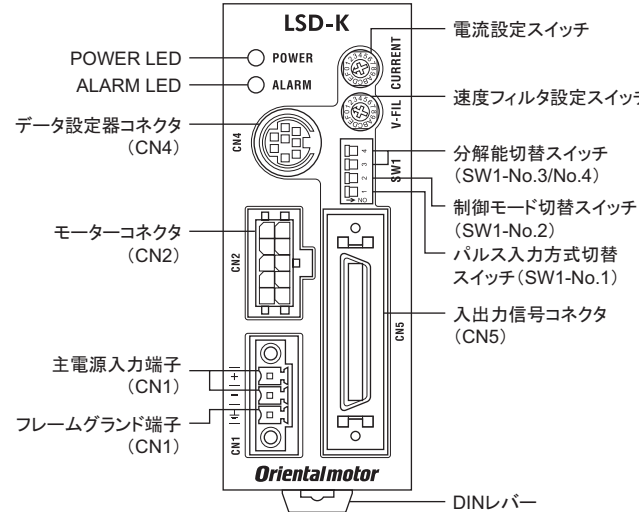 LSD-K
POWER LED
POWER
ALARM LED
ALARM
CURRENT
V-FIL
電流設定スイッチ
速度フィルタ設定スイッチ
データ設定器コネクタ
(CN4)
CN4
SW1
4
3
2
1
→ ON
分解能切替スイッチ
(SW1-No.3/No.4)
制御モード切替スイッチ
(SW1-No.2)
パルス入力方式切替
スイッチ(SW1-No.1)
モーターコネクタ
(CN2)
CN2
入出力信号コネクタ
(CN5)
CN5
主電源入力端子
(CN1)
+
-
フレームグランド端子
(CN1)
CN1
Orientalmotor
DINレバー